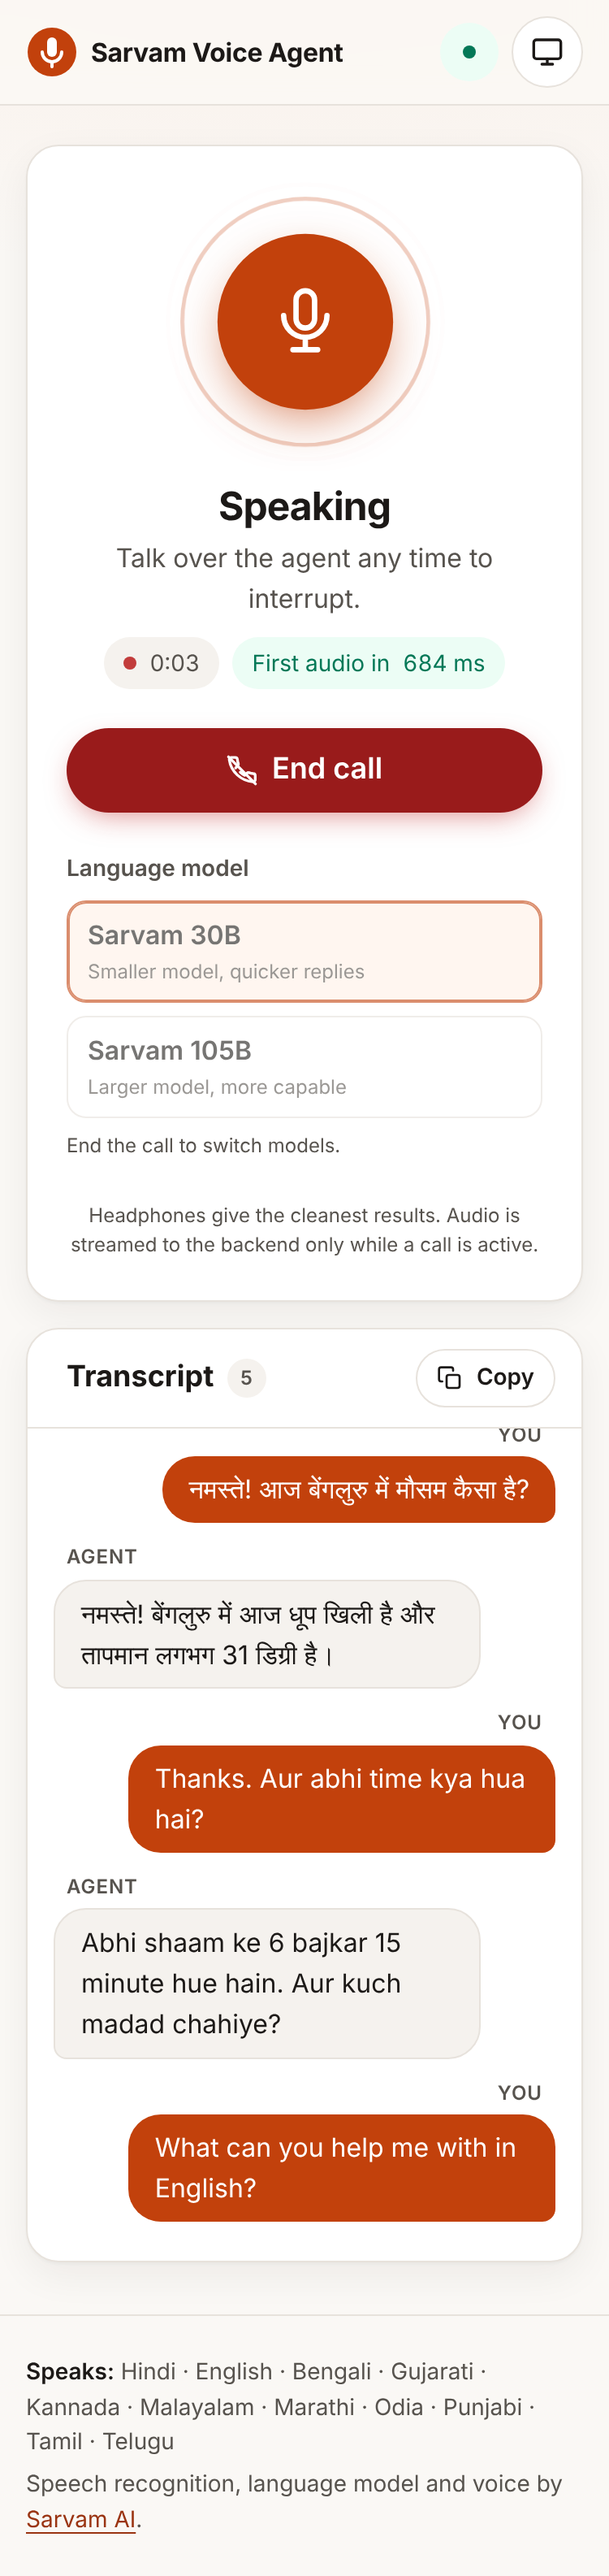 Sarvam Voice Agent
Speaking
Talk over the agent any time to
interrupt.
0:03
First audio in 684 ms
End call
Language model
Sarvam 30B
Smaller model, quicker replies
Sarvam 105B
Larger model, more capable
End the call to switch models.
Headphones give the cleanest results. Audio is
streamed to the backend only while a call is active.
Transcript 5
Copy
YOU
नमस्ते! आज बेंगलुरु में मौसम कैसा है?
AGENT
नमस्ते! बेंगलुरु में आज धूप खिली है और
तापमान लगभग 31 डिग्री है।
YOU
Thanks. Aur abhi time kya hua
hai?
AGENT
Abhi shaam ke 6 bajkar 15
minute hue hain. Aur kuch
madad chahiye?
YOU
What can you help me with in
English?
Speaks: Hindi · English · Bengali · Gujarati ·
Kannada · Malayalam · Marathi · Odia · Punjabi ·
Tamil · Telugu
Speech recognition, language model and voice by
Sarvam AI.